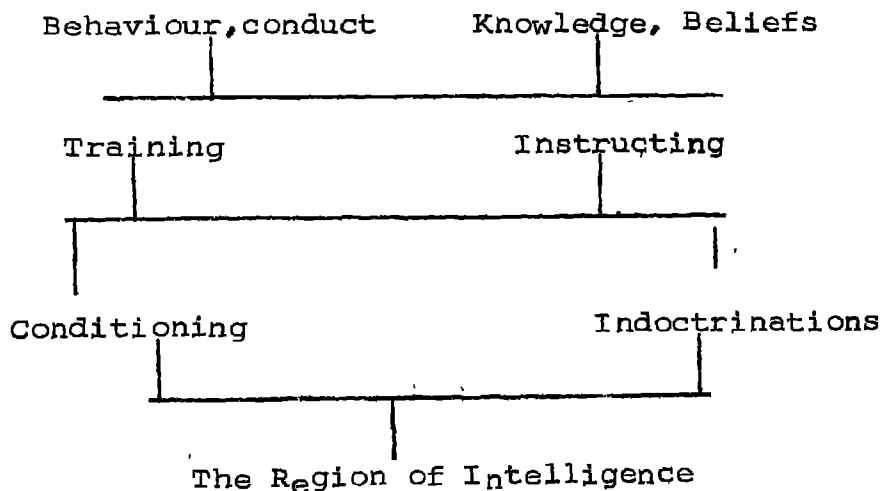 Behaviour,conduct Knowledge, Beliefs
Training Instructing
Conditioning Indoctrinations
The Region of Intelligence